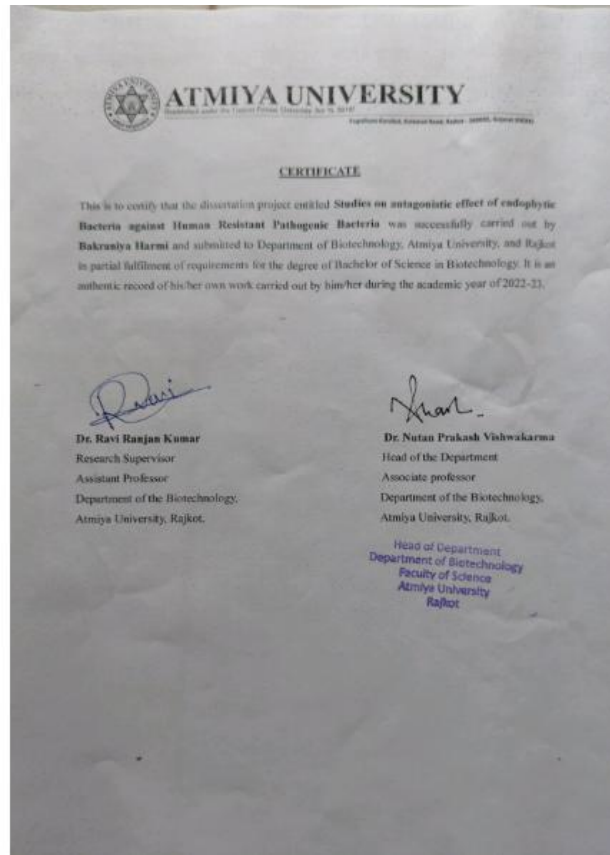 ATMIYA UNIVERSITY
CERTIFICATE
This is to certify that the dissertation project entitled Studies on antagonistic effect of endophytic
Bacteria against Human Resistant Pathogenic Bacteria was successfully carried out by
Bakraniya Harmi and submitted to Department of Biotechnology, Atmiya University, and Rajkot
in partial fulfilment of requirements for the degree of Bachelor of Science in Biotechnology. It is an
authentic record of his/her own work carried out by him/her during the academic year of 2022-23.
Dr. Ravi Ranjan Kumar
Research Supervisor
Assistant Professor
Department of the Biotechnology,
Atmiya University, Rajkot.
Dr. Nutan Prakash Vishwakarma
Head of the Department
Associate professor
Department of the Biotechnology,
Atmiya University, Rajkot.
Head of Department
Department of Biotechnology
Faculty of Science
Atmiya University
Rajkot